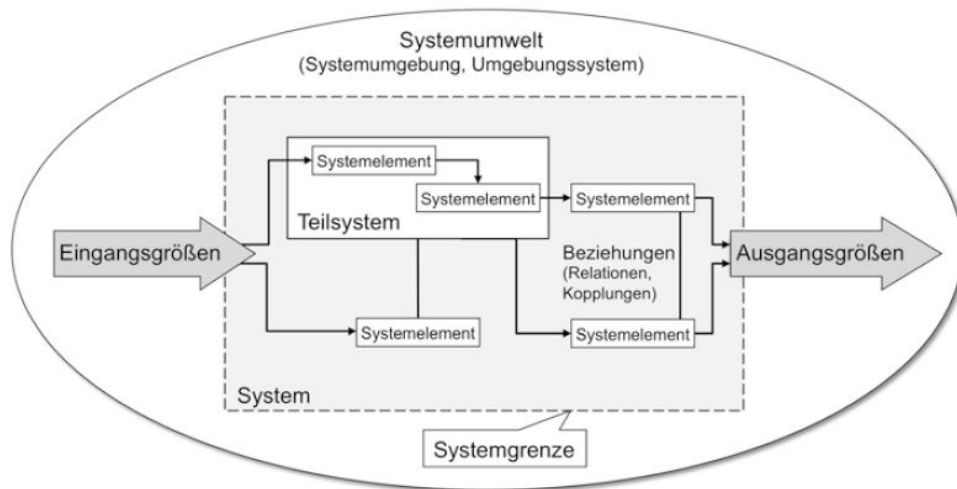 Systemumwelt
(Systemumgebung, Umgebungssystem)
Systemelement
Systemelement
Systemelement
Teilsystem
Eingangsgrößen
Beziehungen
(Relationen,
Kopplungen)
Ausgangsgrößen
Systemelement
Systemelement
System
Systemgrenze